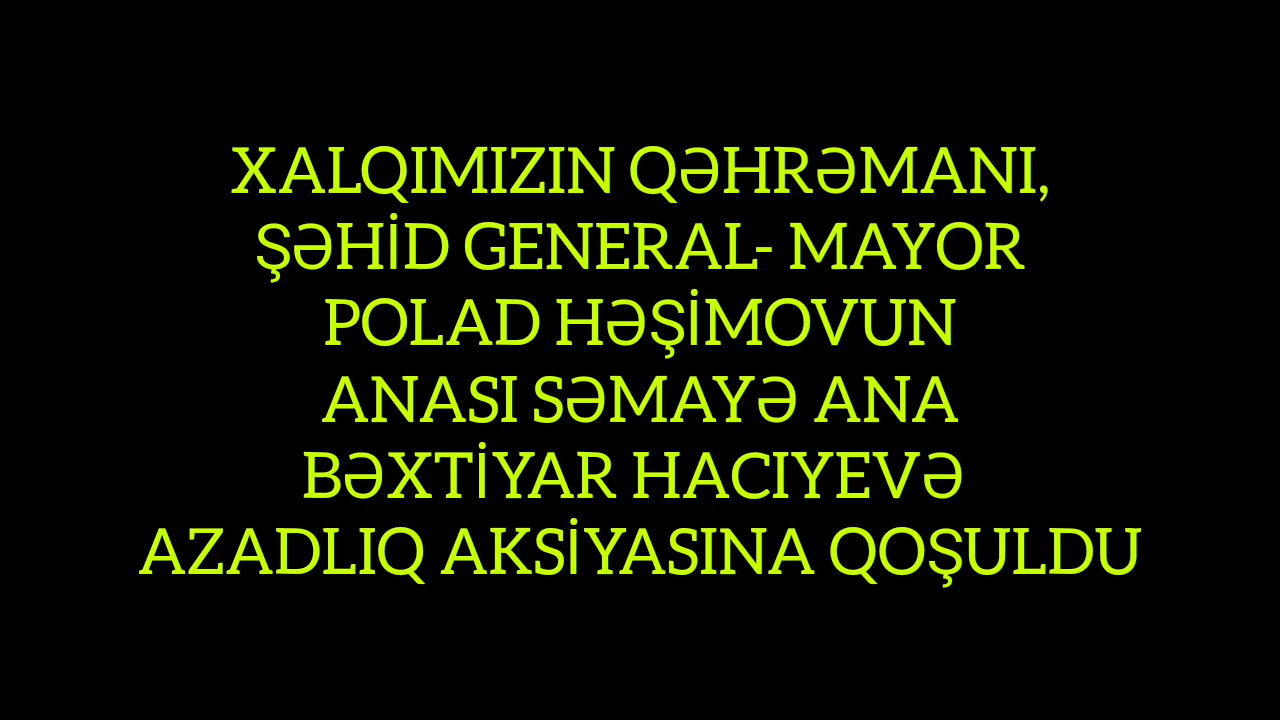 XALQIMIZIN QƏHRƏMANI,
ŞƏHİD GENERAL- MAYOR
POLAD HƏŞİMOVUN
ANASI SƏMAYƏ ANA
BƏXTİYAR HACIYEVƏ
AZADLIQ AKSİYASINA QOŞULDU